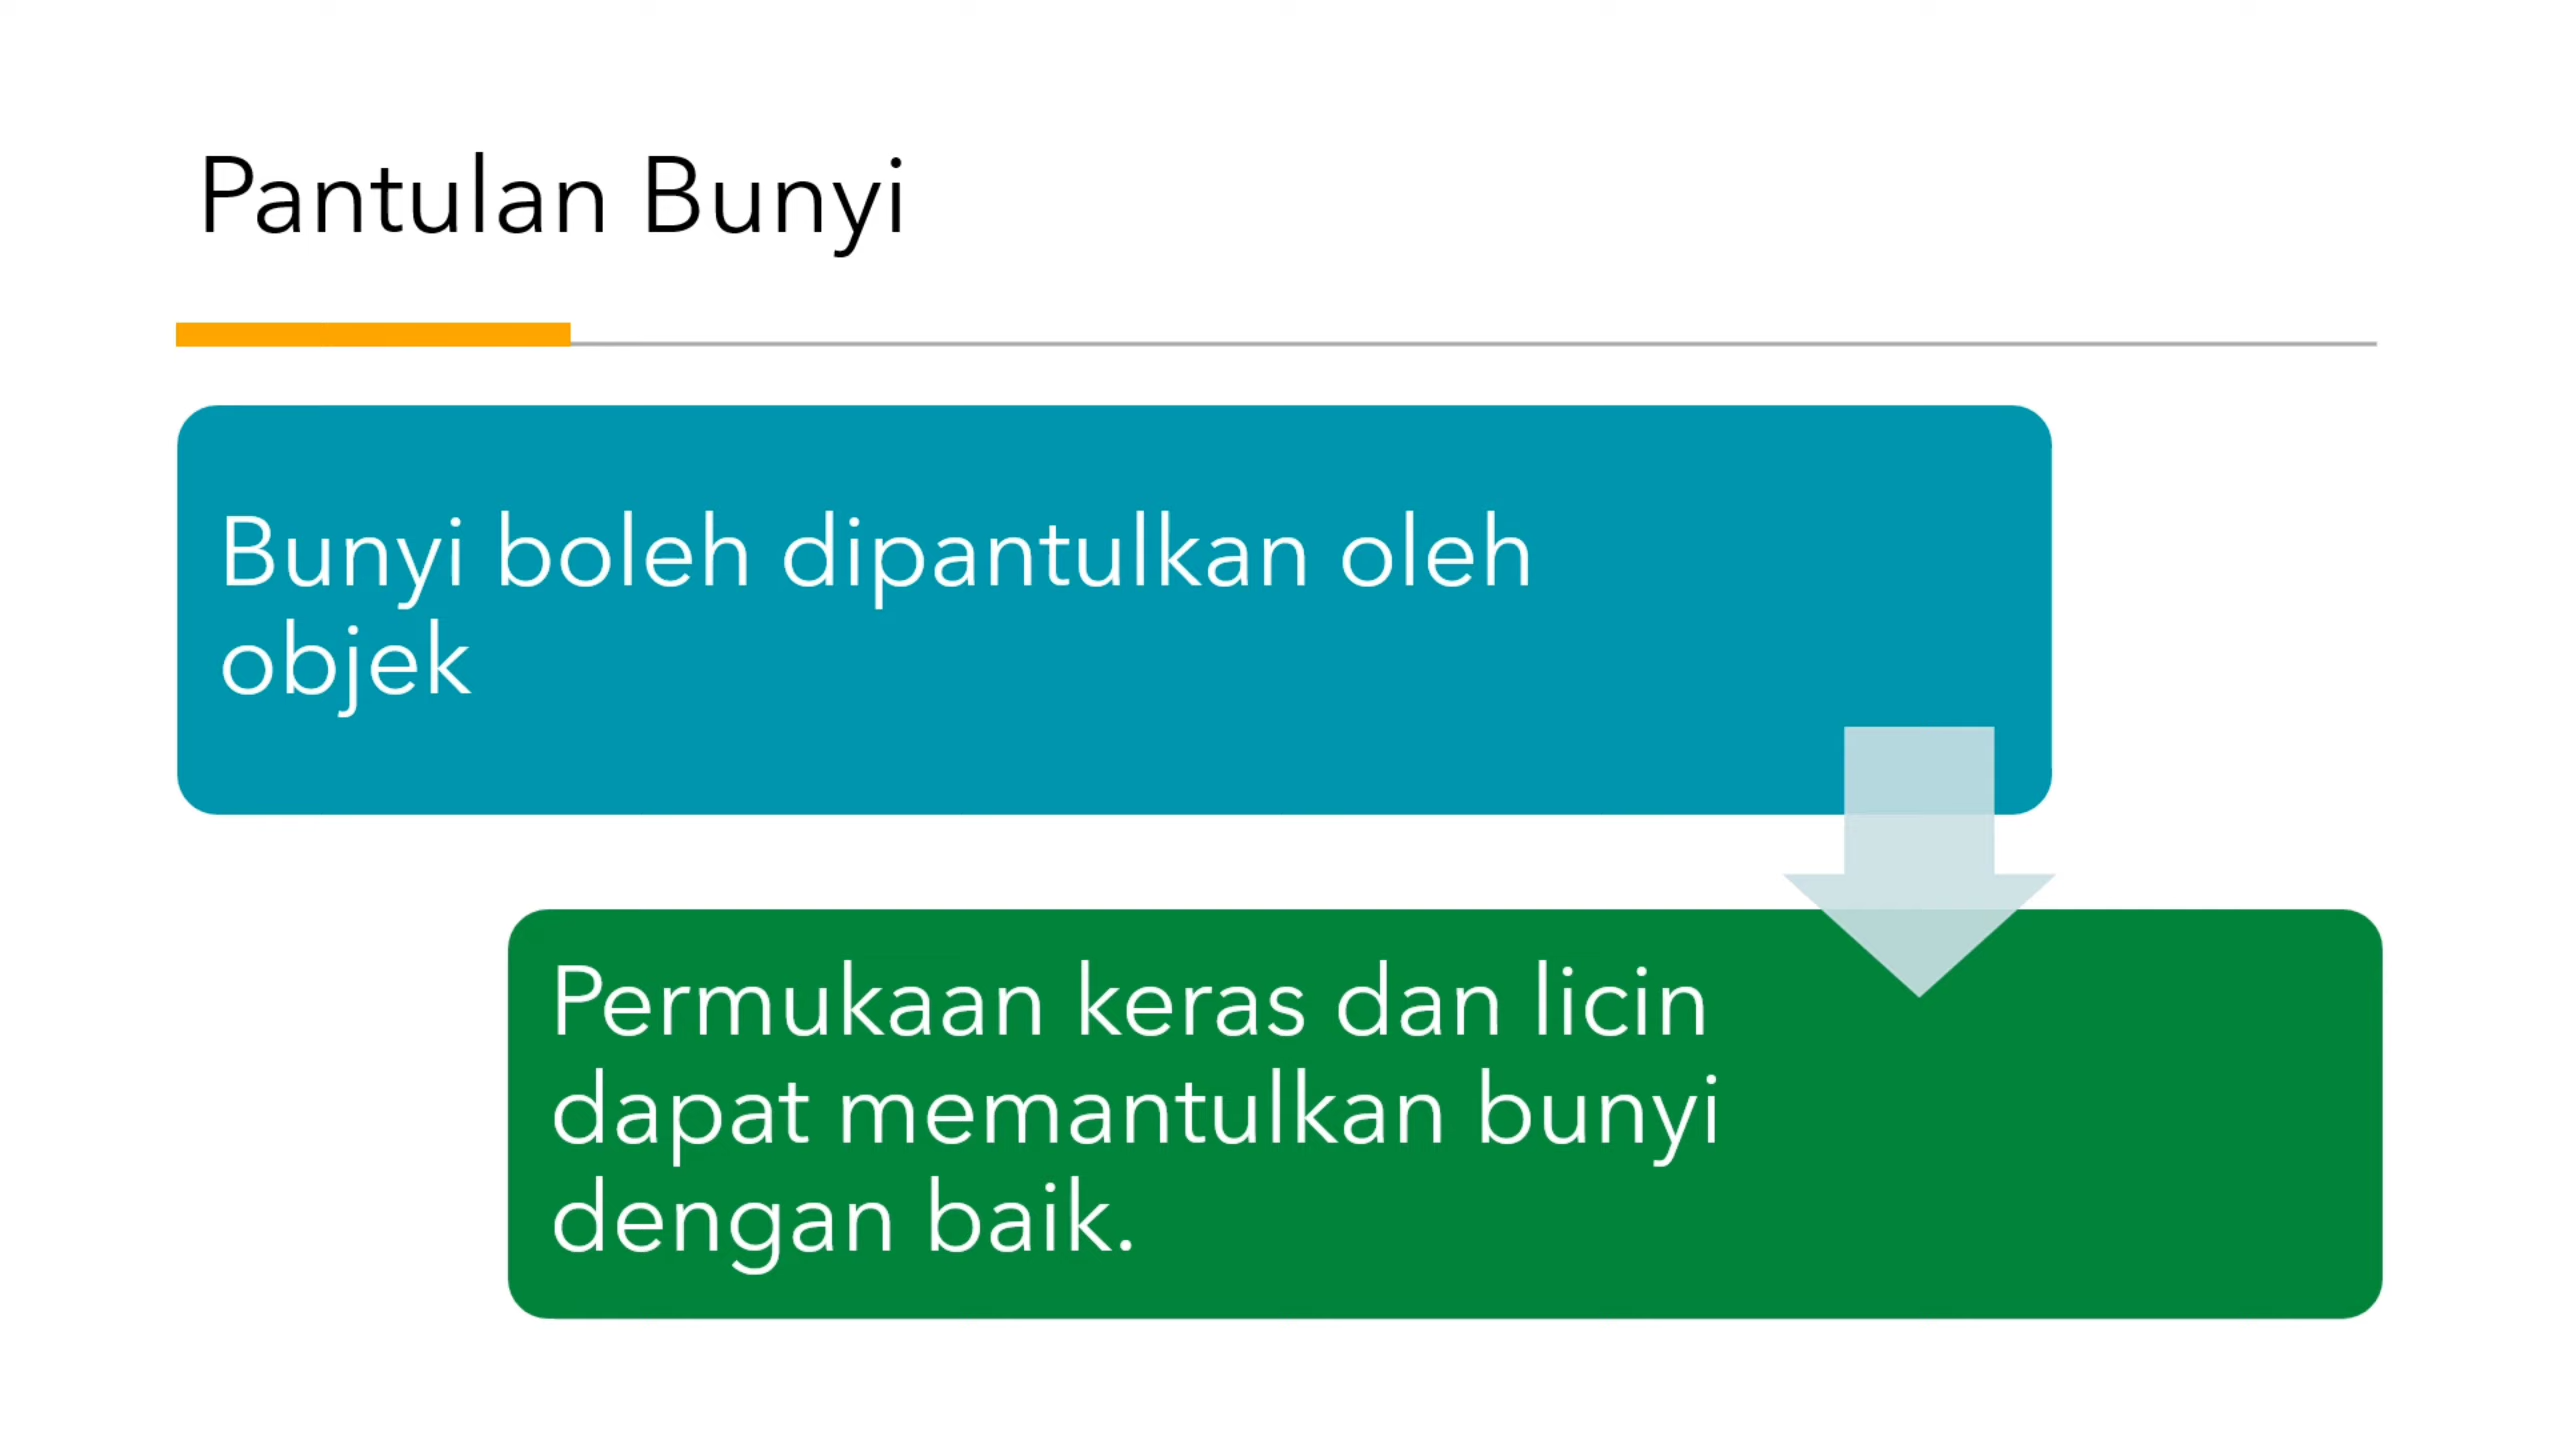 Pantulan Bunyi
Bunyi boleh dipantulkan oleh
objek
Permukaan keras dan licin
dapat memantulkan bunyi
dengan baik.